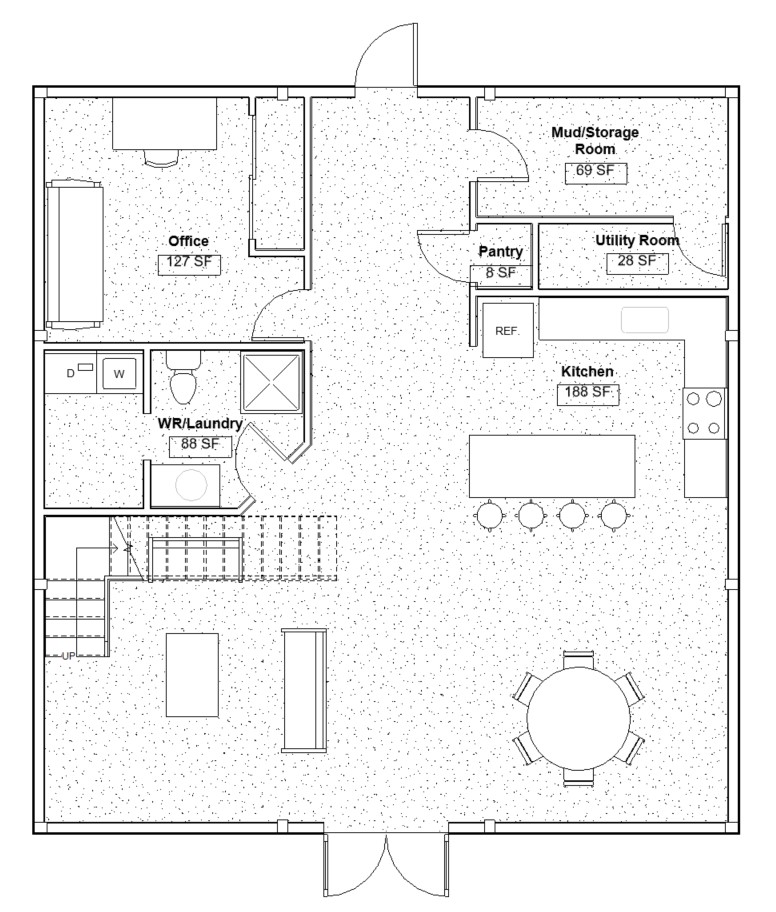 Mud/Storage
Room
69 SF
Office
127 SF
Pantry
8 SF
Utility Room
28 SF
REF.
Kitchen
188 SF
D
W
WR/Laundry
88 SF
UP